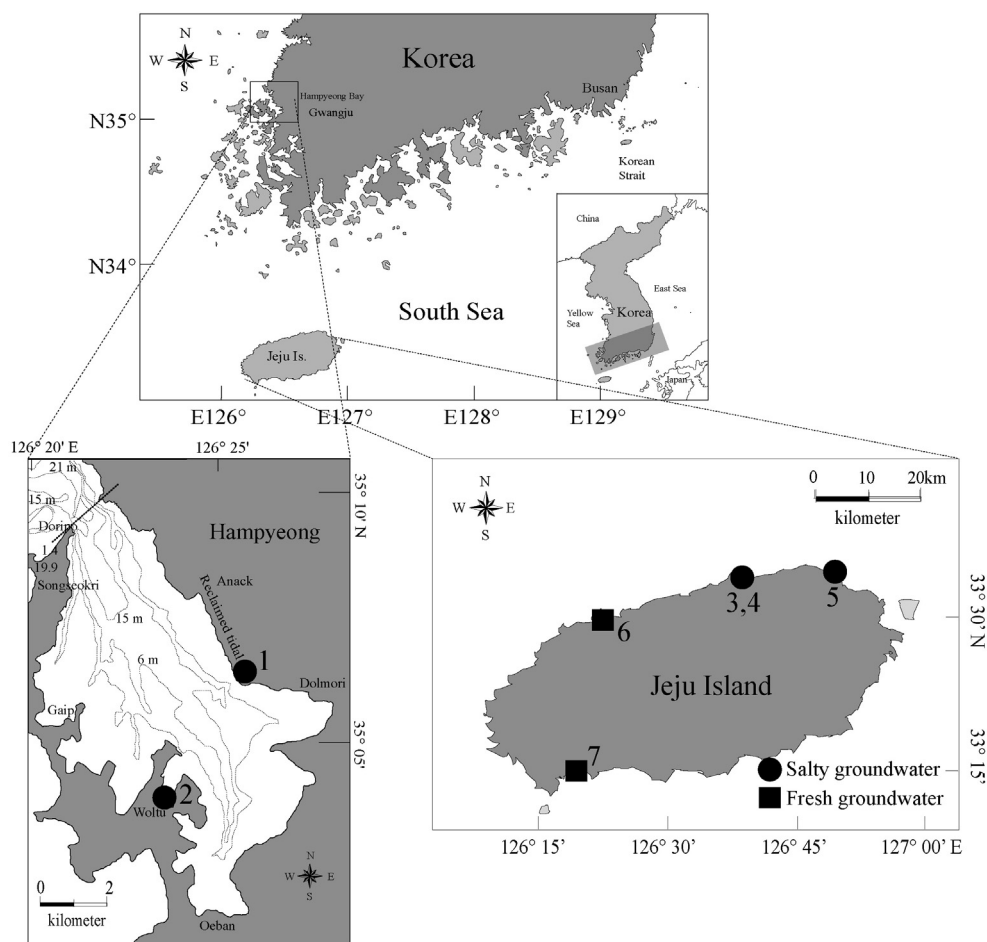 N
W
E
S
Korea
Busan
Hampyeong Bay
Gwangju
N35°
Korean
Strait
N34°
South Sea
Jeju Is.
E126°
E127°
E128°
E129°
China
East Sea
Yellow
Sea
Korea
Japan
126° 20' E
126° 25'
21 m
15 m
35° 10' N
Doripo
1.4
19.9
Songseokri
Hampyeong
Anack
Reclaimed tidal
15 m
6 m
1
Dolmori
Gaip
35° 05'
2
Woltu
N
W
E
S
0
2
kilometer
Oeban
N
W
E
S
0
10
20km
kilometer
3,4
5
6
33° 30' N
Jeju Island
7
33° 15'
Salty groundwater
Fresh groundwater
126° 15'
126° 30'
126° 45'
127° 00' E